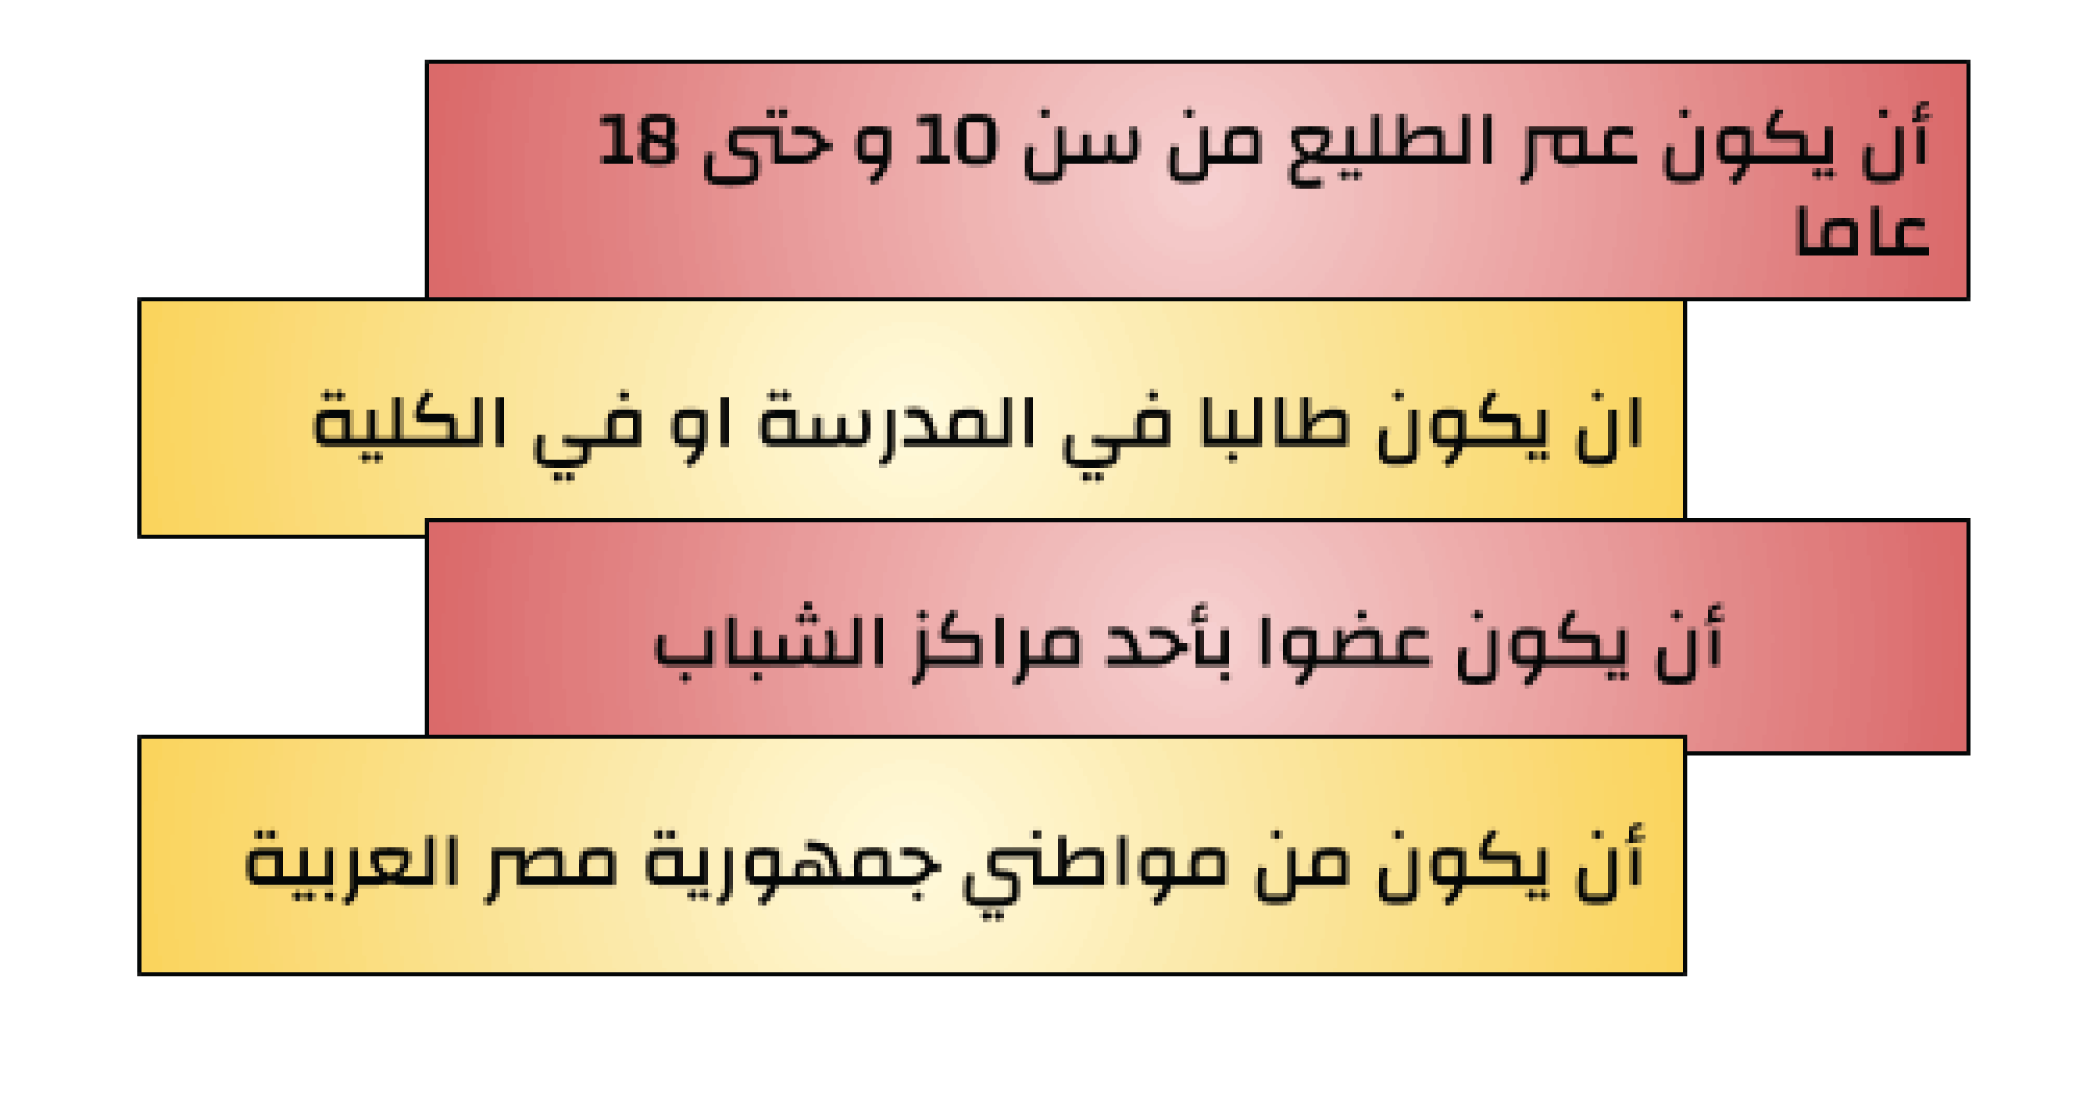 أن يكون عمر الطليع من سن 10 و حتى 18
عاما
ان يكون طالبا في المدرسة او في الكلية
أن يكون عضوا بأحد مراكز الشباب
أن يكون من مواطني جمهورية مصر العربية